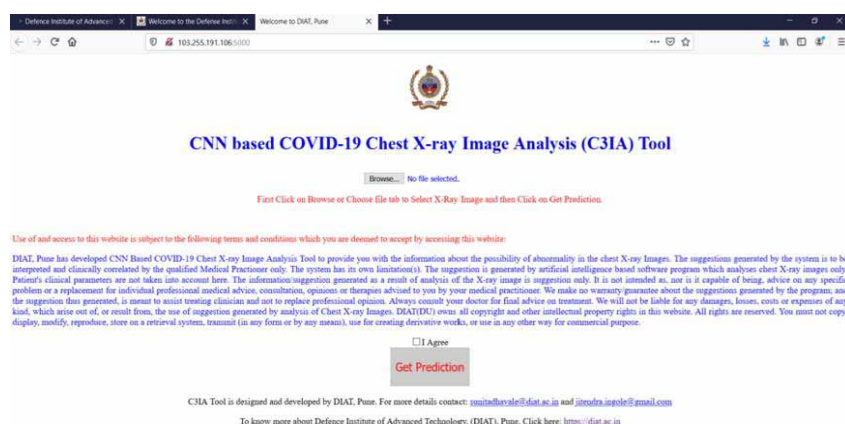 Defence Institute of Advanced
Welcome to the Defense Instit
Welcome to DIAT, Pune
103.255.191.106:5000
CNN based COVID-19 Chest X-ray Image Analysis (C3IA) Tool
Browse... No file selected.
First Click on Browse or Choose file tab to Select X-Ray Image and then Click on Get Prediction.
Use of and access to this website is subject to the following terms and conditions which you are deemed to accept by accessing this website:
DIAT, Pune has developed CNN Based COVID-19 Chest X-ray Image Analysis Tool to provide you with the information about the possibility of abnormality in the chest X-ray Images. The suggestions generated by the system is to be
interpreted and clinically correlated by the qualified Medical Practioner only. The system has its own limitation(s). The suggestion is generated by artificial intelligence based software program which analyses chest X-ray images only.
Patient's clinical parameters are not taken into account here. The information/suggestion generated as a result of analysis of the X-ray image is suggestion only. It is not intended as, nor is it capable of being, advice on any specific
problem or a replacement for individual professional medical advice, consultation, opinions or therapies advised to you by your medical practitioner. We make no warranty/guarantee about the suggestions generated by the program; and
the suggestion thus generated, is meant to assist treating clinician and not to replace professional opinion. Always consult your doctor for final advice on treatment. We will not be liable for any damages, losses, costs or expenses of any
kind, which arise out of, or result from, the use of suggestion generated by analysis of Chest X-ray Images. DIAT(DU) owns all copyright and other intellectual property rights in this website. All rights are reserved. You must not copy,
display, modify, reproduce, store on a retrieval system, transmit (in any form or by any means), use for creating derivative works, or use in any other way for commercial purpose.
I Agree
Get Prediction
C3IA Tool is designed and developed by DIAT, Pune. For more details contact: sunitadhavale@diat.ac.in and jitendra.ingole@gmail.com
To know more about Defence Institute of Advanced Technology, (DIAT), Pune, Click here: https://diat.ac.in